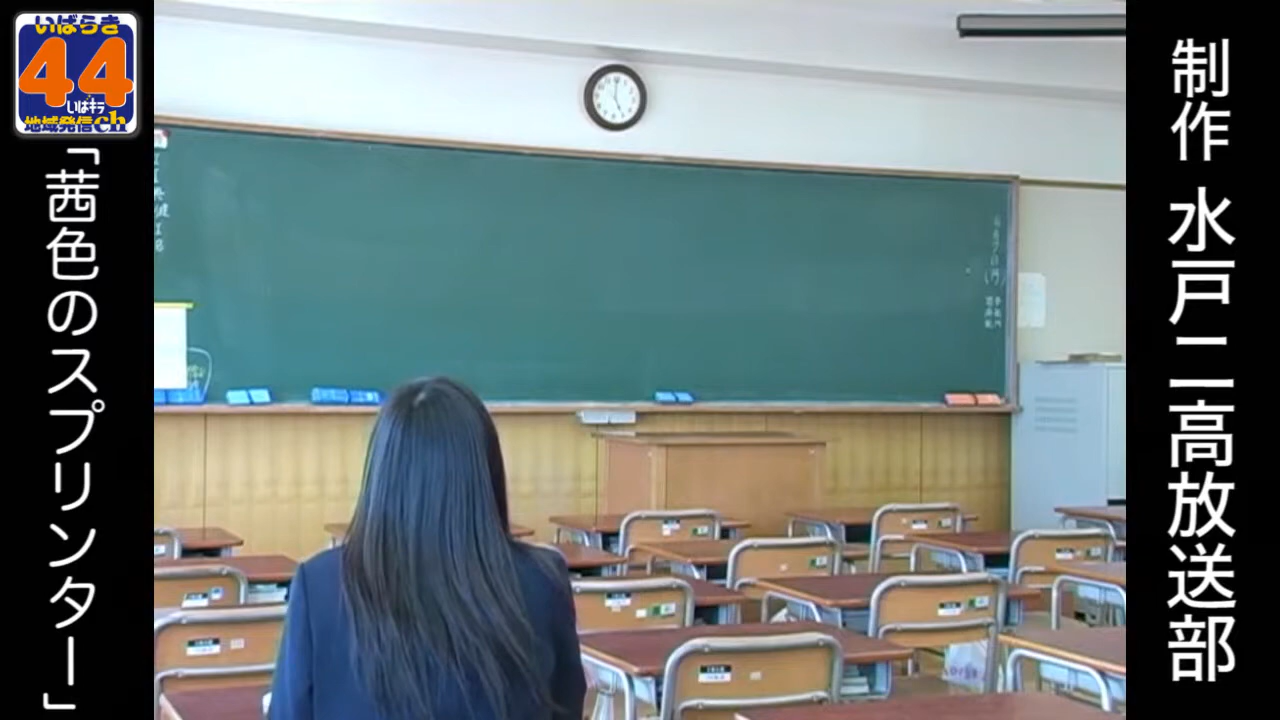 いばらき
44
いばキラ
地域発信ch
「茜色のスプリンター」
制作 水戸二高放送部